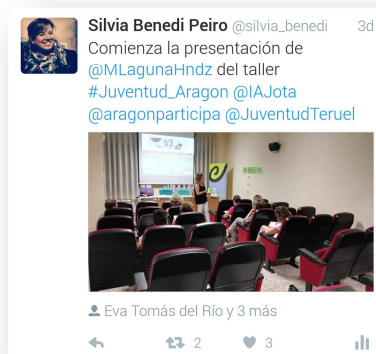 Silvia Benedi Peiro @silvia_benedi 3d
Comienza la presentación de
@MLagunaHndz del taller
#Juventud_Aragon @IAJota
@aragonparticipa @JuventudTeruel
Eva Tomás del Río y 3 más
2 3